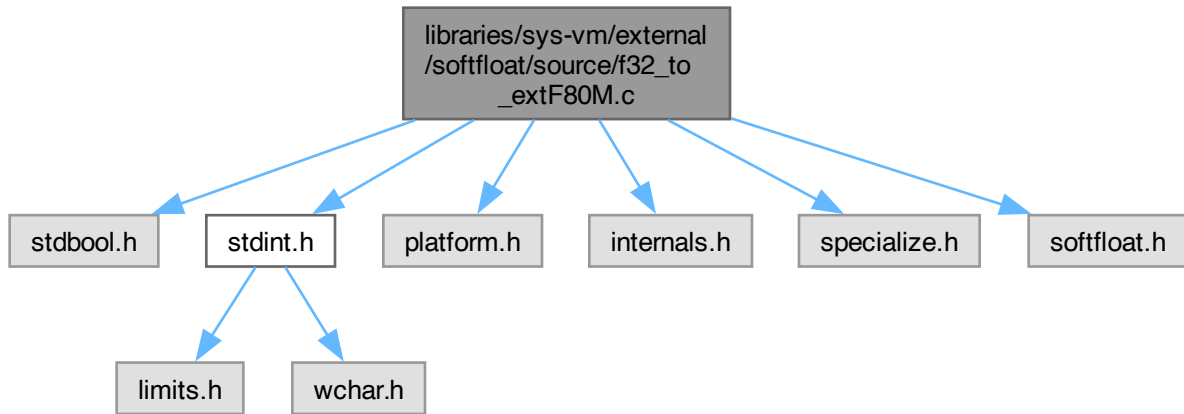 libraries/sys-vm/external
/softfloat/source/f32_to
_extF80M.c
stdbool.h
stdint.h
platform.h
internals.h
specialize.h
softfloat.h
limits.h
wchar.h